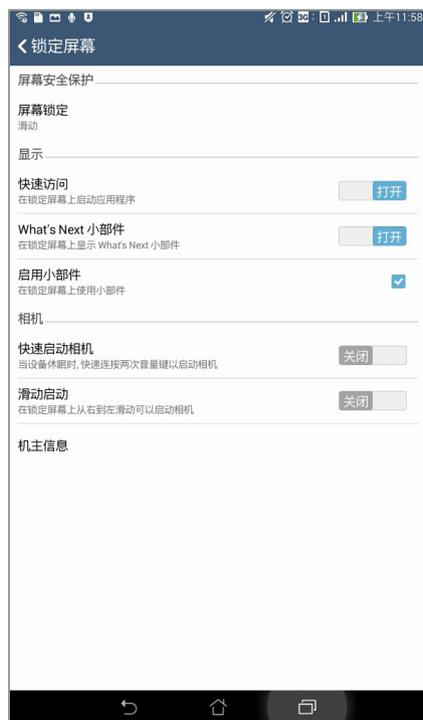 3G 1 上午11:58
锁定屏幕
屏幕安全保护
屏幕锁定
滑动
显示
快速访问
在锁定屏幕上启动应用程序
打开
What's Next 小部件
在锁定屏幕上显示 What's Next 小部件
打开
启用小部件
在锁定屏幕上使用小部件
相机
快速启动相机
当设备休眠时, 快速连按两次音量键以启动相机
关闭
滑动启动
在锁定屏幕上从右到左滑动可以启动相机
关闭
机主信息